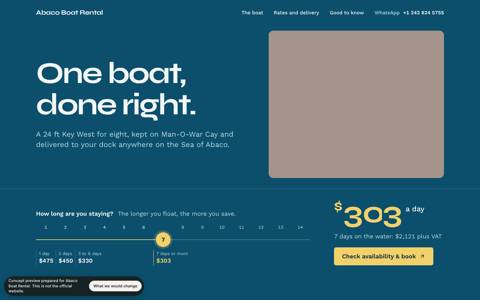 Abaco Boat Rental
The boat Rates and delivery Good to know WhatsApp +1 242 824 5755
One boat,
done right.
A 24 ft Key West for eight, kept on Man-O-War Cay and
delivered to your dock anywhere on the Sea of Abaco.
How long are you staying? The longer you float, the more you save.
1 2 3 4 5 6 7 8 9 10 11 12 13 14
1 day 2 days 3 to 6 days 7 days or more
$475 $450 $330 $303
$303 a day
7 days on the water: $2,121 plus VAT
Check availability & book ↗
Concept preview prepared for Abaco
Boat Rental. This is not the official
website.
What we would change